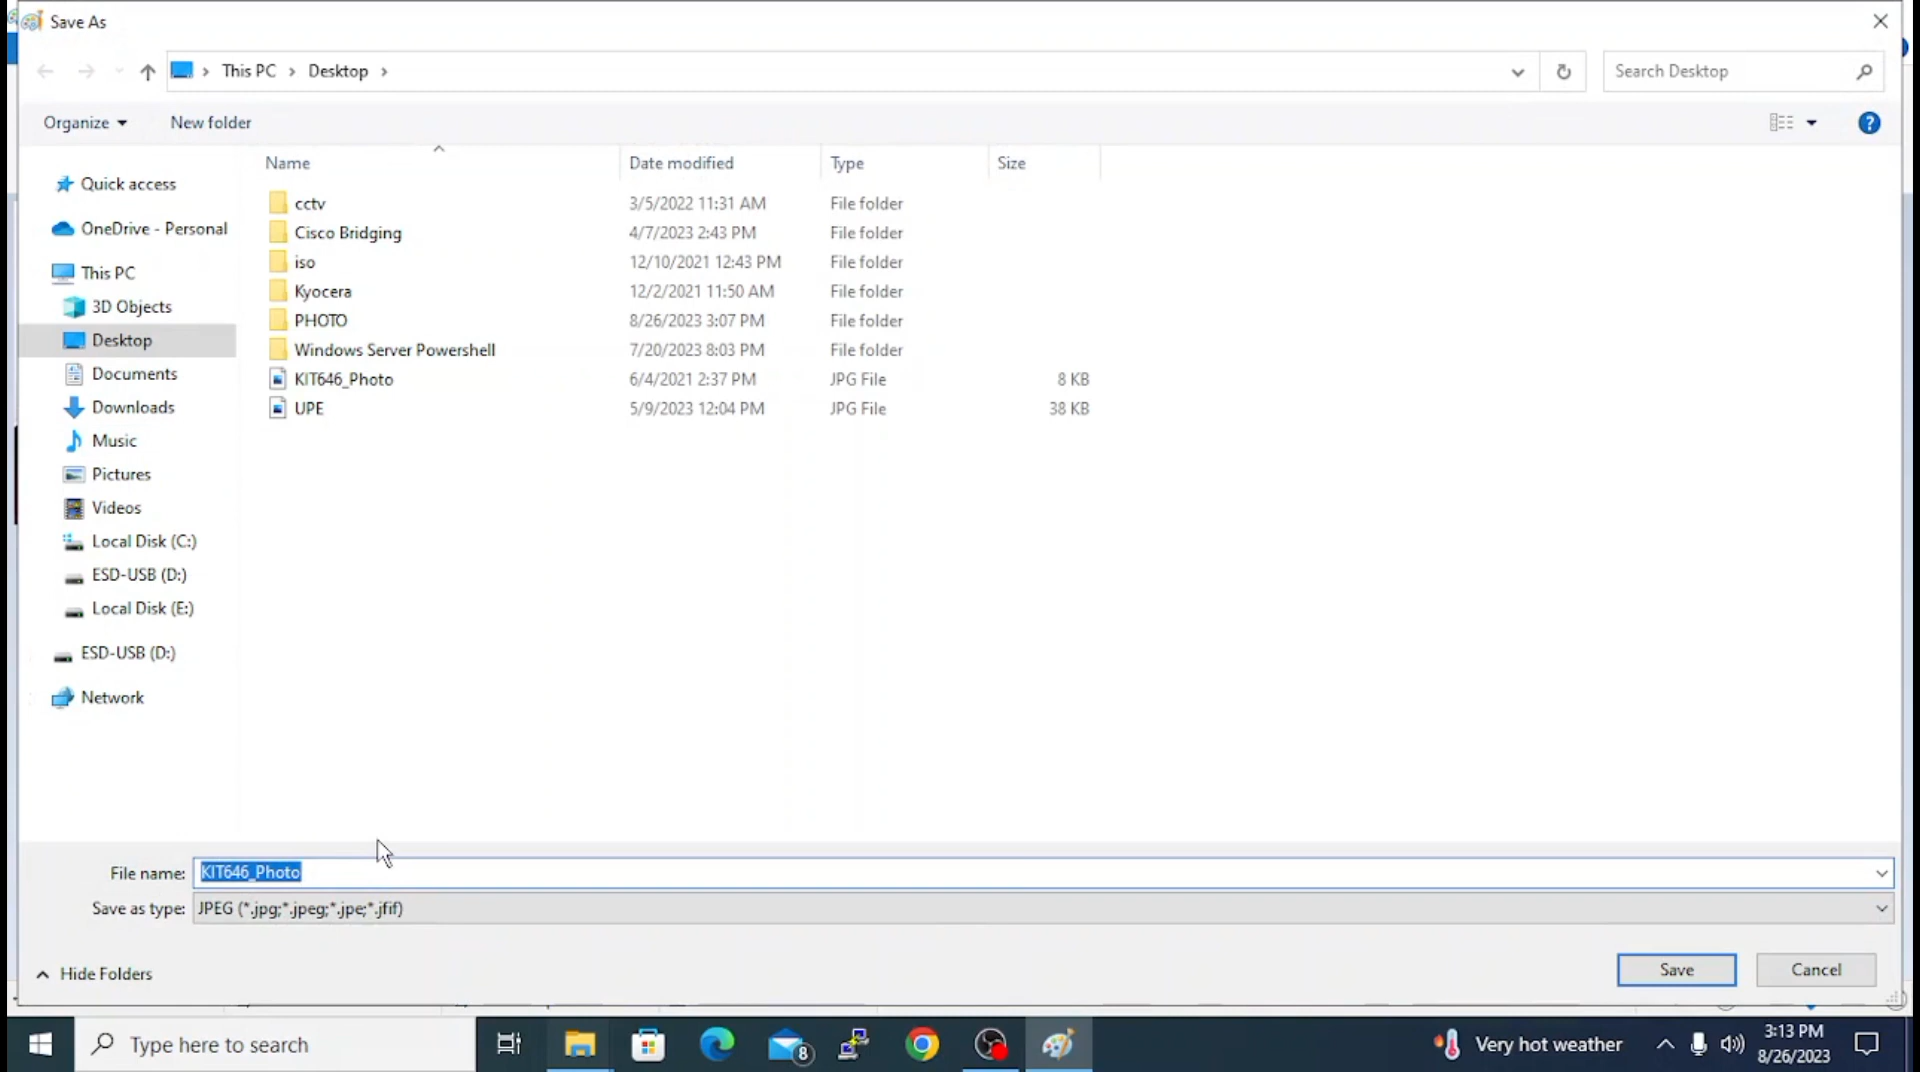 Save As
This PC Desktop
Search Desktop
Organize New folder
Name Date modified Type Size
Quick access
OneDrive - Personal
This PC
3D Objects
Desktop
Documents
Downloads
Music
Pictures
Videos
Local Disk (C:)
ESD-USB (D:)
Local Disk (E:)
ESD-USB (D:)
Network
cctv 3/5/2022 11:31 AM File folder
Cisco Bridging 4/7/2023 2:43 PM File folder
iso 12/10/2021 12:43 PM File folder
Kyocera 12/2/2021 11:50 AM File folder
PHOTO 8/26/2023 3:07 PM File folder
Windows Server Powershell 7/20/2023 8:03 PM File folder
KIT646_Photo 6/4/2021 2:37 PM JPG File 8 KB
UPE 5/9/2023 12:04 PM JPG File 38 KB
File name: KIT646_Photo
Save as type: JPEG (*.jpg;*.jpeg;*.jpe;*.jfif)
Hide Folders
Save Cancel
Type here to search
8
Very hot weather
3:13 PM
8/26/2023